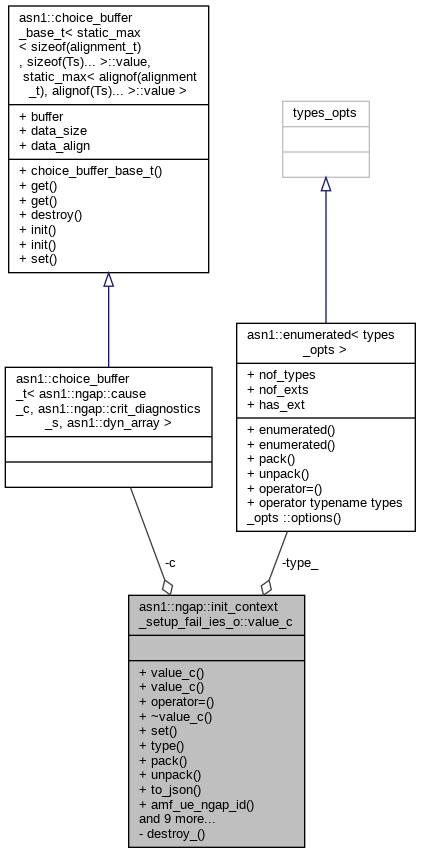 asn1::choice_buffer
_base_t< static_max
< sizeof(alignment_t)
, sizeof(Ts)... >::value,
static_max< alignof(alignment
_t), alignof(Ts)... >::value >
+ buffer
+ data_size
+ data_align
+ choice_buffer_base_t()
+ get()
+ get()
+ destroy()
+ init()
+ init()
+ set()
types_opts
asn1::choice_buffer
_t< asn1::ngap::cause
_c, asn1::ngap::crit_diagnostics
_s, asn1::dyn_array >
asn1::enumerated< types
_opts >
+ nof_types
+ nof_exts
+ has_ext
+ enumerated()
+ enumerated()
+ pack()
+ unpack()
+ operator=()
+ operator typename types
_opts ::options()
-c
-type_
asn1::ngap::init_context
_setup_fail_ies_o::value_c
+ value_c()
+ value_c()
+ operator=()
+ ~value_c()
+ set()
+ type()
+ pack()
+ unpack()
+ to_json()
+ amf_ue_ngap_id()
and 9 more...
- destroy_()